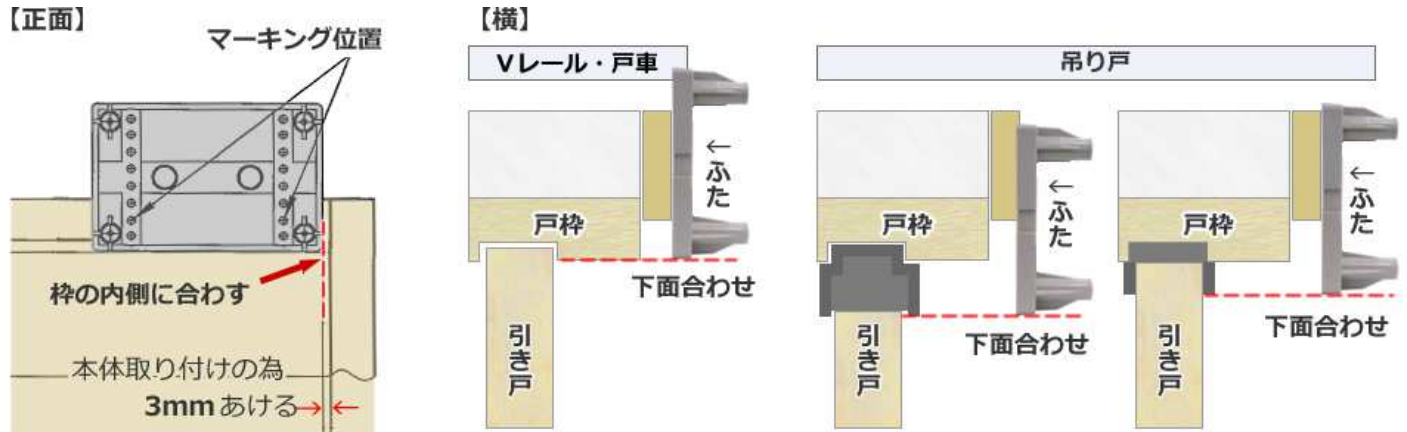 【正面】
マーキング位置
枠の内側に合わす
本体取り付けの為
3mmあける
【横】
Vレール・戸車
←ふた
戸枠
下面合わせ
引き戸
吊り戸
←ふた
戸枠
下面合わせ
引き戸
←ふた
戸枠
下面合わせ
引き戸